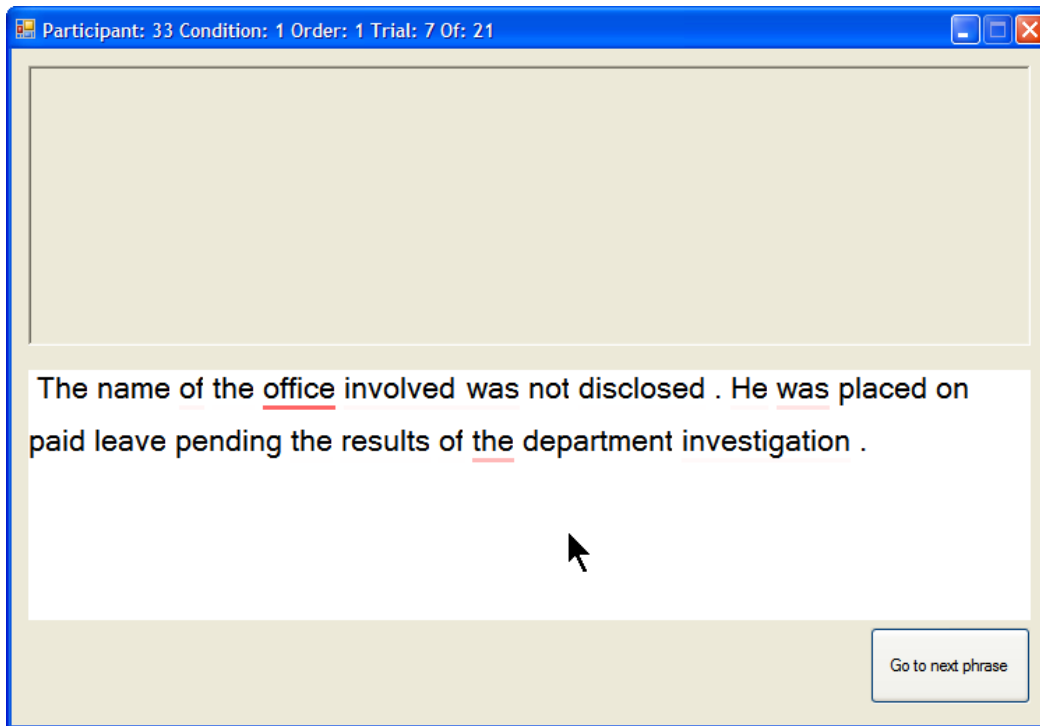 Participant: 33 Condition: 1 Order: 1 Trial: 7 Of: 21
The name of the office involved was not disclosed . He was placed on
paid leave pending the results of the department investigation .
Go to next phrase